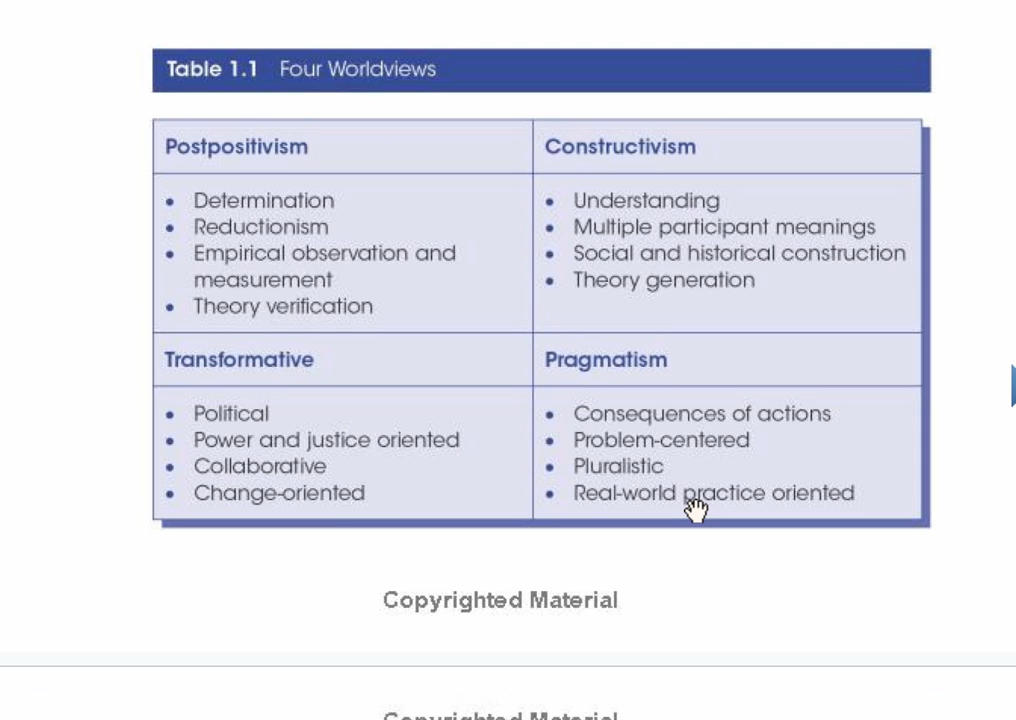 Table 1.1 Four Worldviews
Postpositivism
• Determination
• Reductionism
• Empirical observation and
measurement
• Theory verification
Constructivism
• Understanding
• Multiple participant meanings
• Social and historical construction
• Theory generation
Transformative
• Political
• Power and justice oriented
• Collaborative
• Change-oriented
Pragmatism
• Consequences of actions
• Problem-centered
• Pluralistic
• Real-world practice oriented
Copyrighted Material
Copyrighted Material